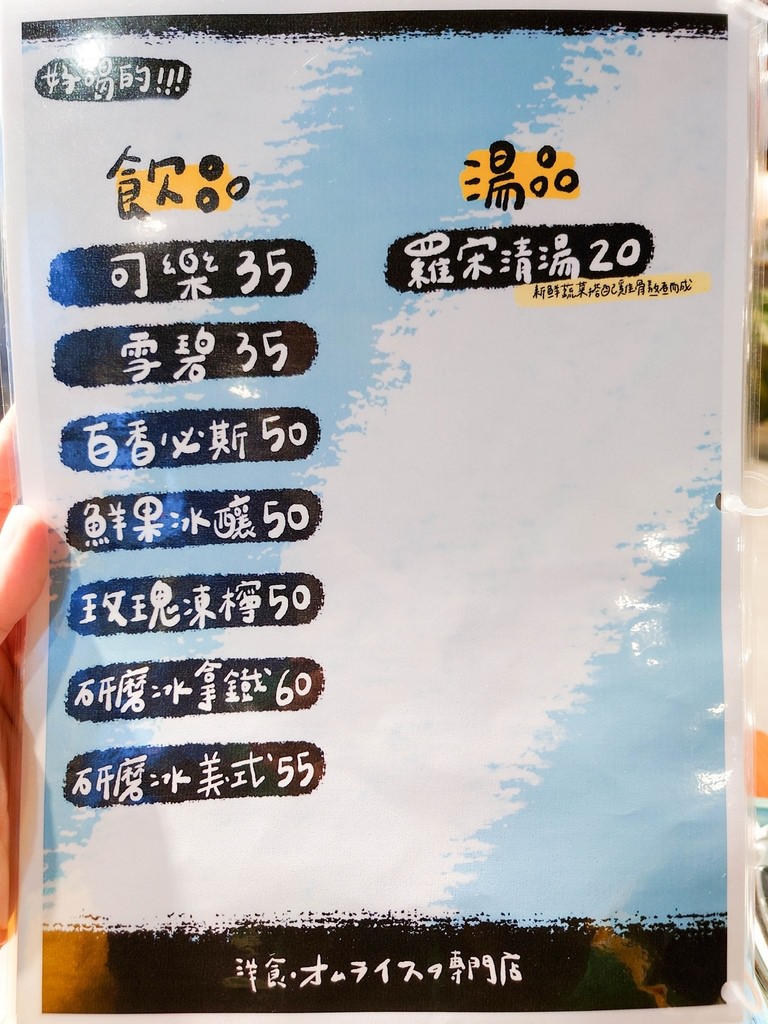 好喝的!!!
飲品
可樂 35
雪碧 35
百香必斯 50
鮮果冰釀 50
玫瑰凍檸 50
研磨冰拿鐵 60
研磨冰美式 55
湯品
羅宋清湯 20
新鮮蔬菜搭配雞骨熬煮而成
洋食・オムライスの専門店